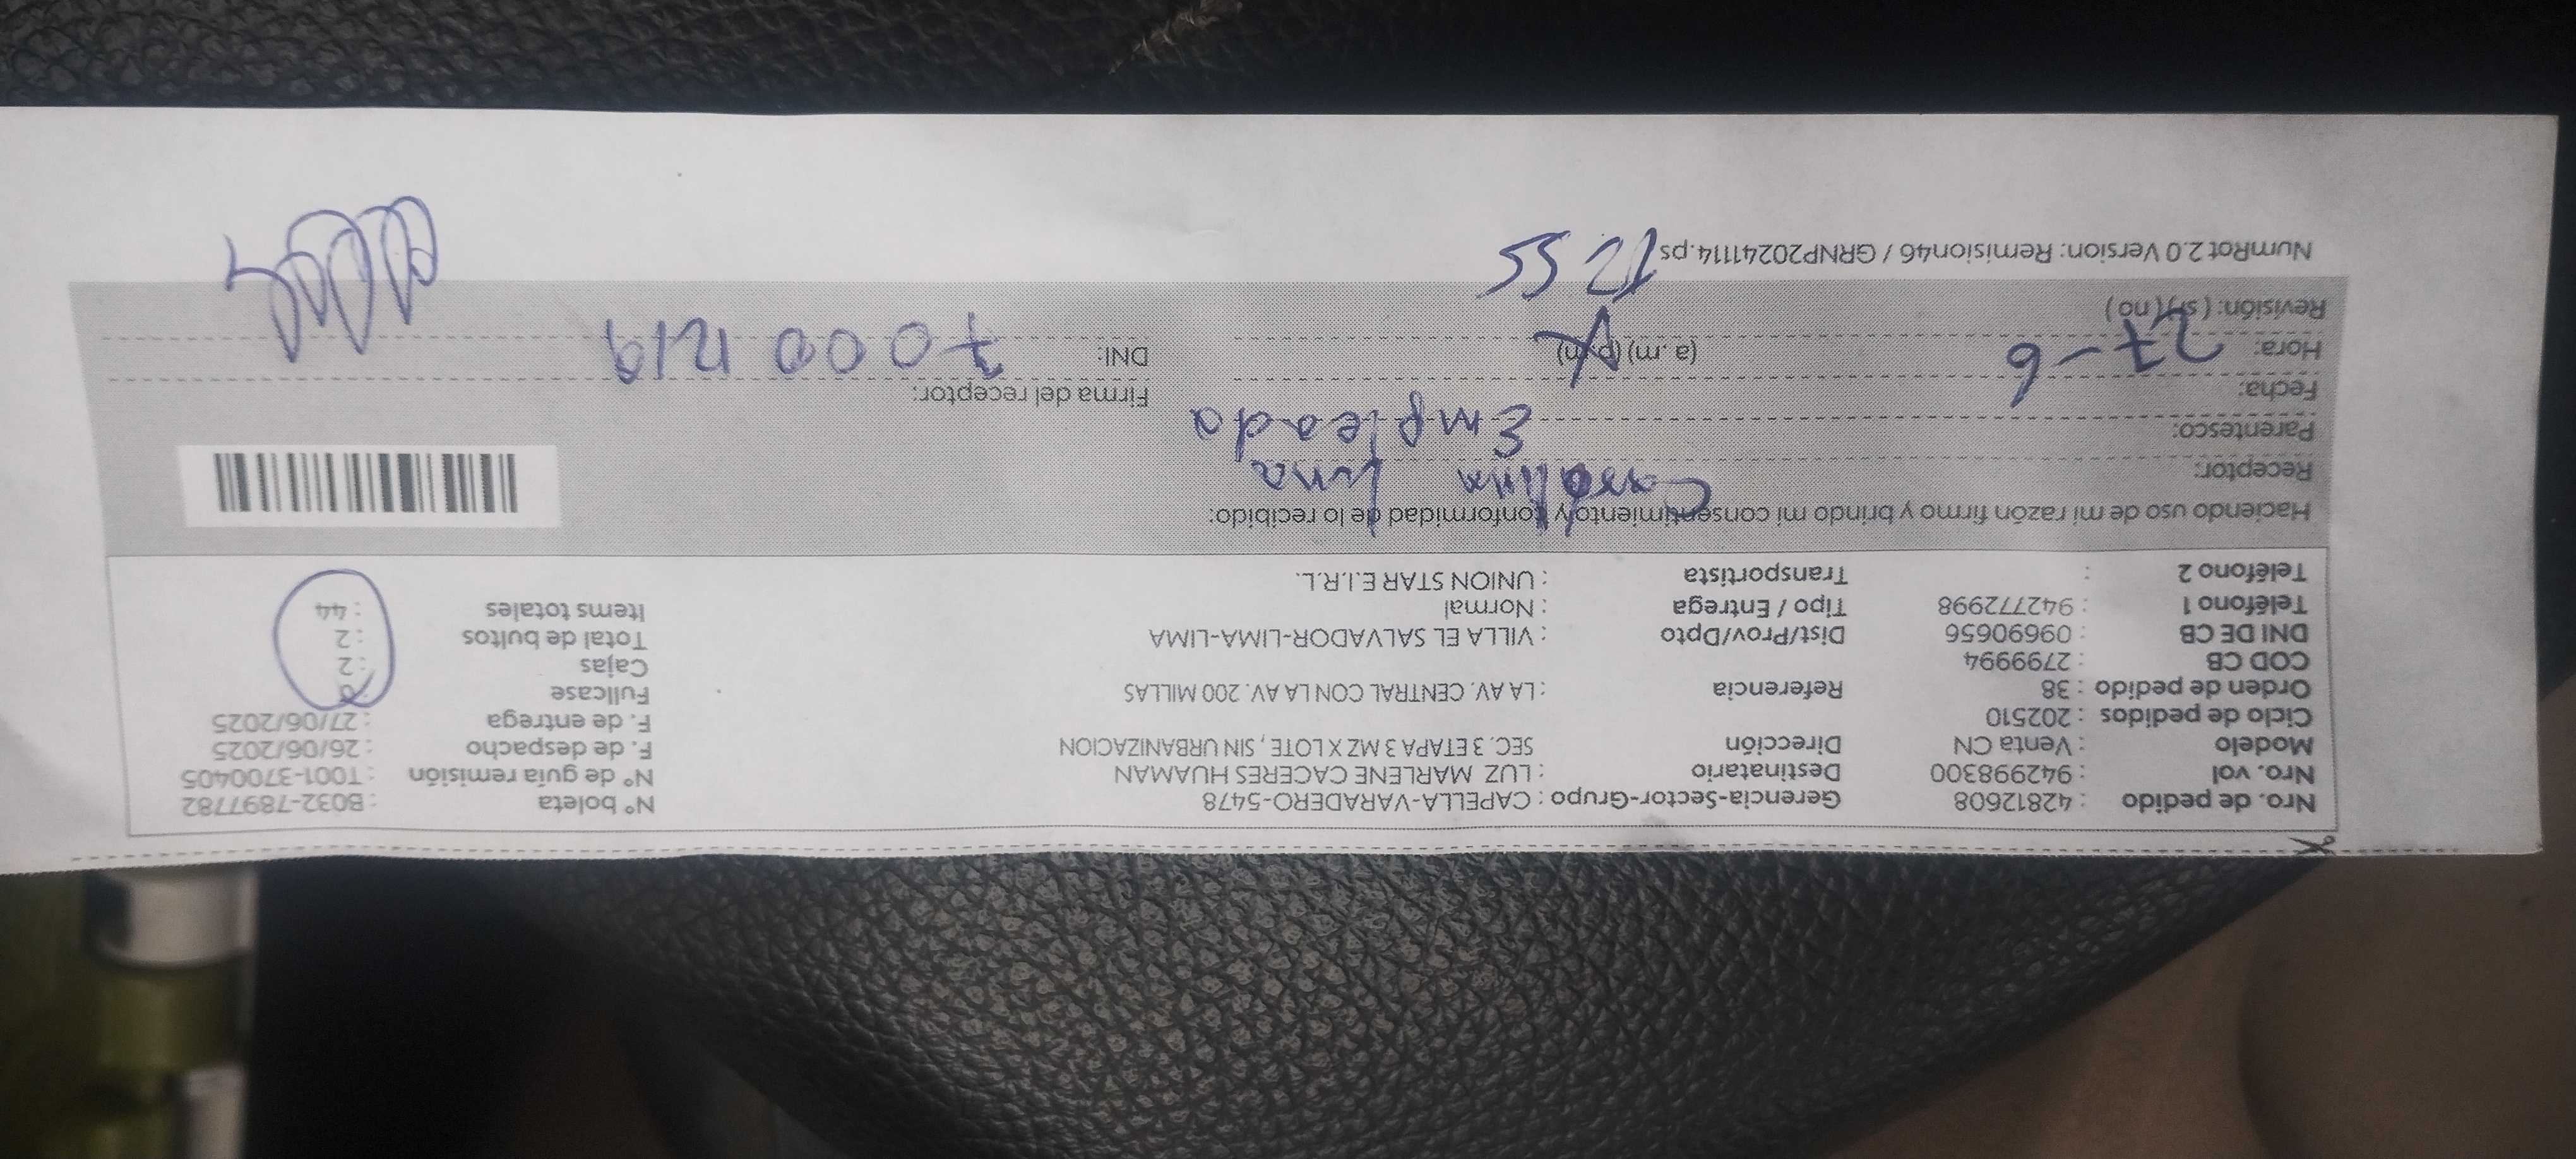 Nro. de pedido : 42812608 Gerencia-Sector-Grupo : CAPELLA-VARADERO-5478 N° boleta : B032-7897782
Nro. vol : 942998300 Destinatario : LUZ MARLENE CACERES HUAMAN N° de guía remisión : T001-3700405
Modelo : Venta CN Dirección SEC. 3 ETAPA 3 MZ X LOTE , SIN URBANIZACION F. de despacho : 26/06/2025
Ciclo de pedidos : 202510 F. de entrega : 27/06/2025
Orden de pedido : 38 Referencia : LA AV. CENTRAL CON LA AV. 200 MILLAS Fullcase
COD CB : 2799994 Cajas : 2
DNI DE CB : 09690656 Dist/Prov/Dpto : VILLA EL SALVADOR-LIMA-LIMA Total de bultos : 2
Teléfono 1 : 942772998 Tipo / Entrega : Normal Items totales : 44
Teléfono 2 : Transportista : UNION STAR E.I.R.L.
Haciendo uso de mi razón firmo y brindo mi consentimiento y conformidad de lo recibido:
Receptor: Luna
Parentesco: Empleada
Fecha: Firma del receptor:
Hora: 27-6 (a .m) (p.m) DNI: 70001219
Revisión: ( sí ) ( no )
12 55
NumRot 2.0 Version: Remision46 / GRNP20241114.ps